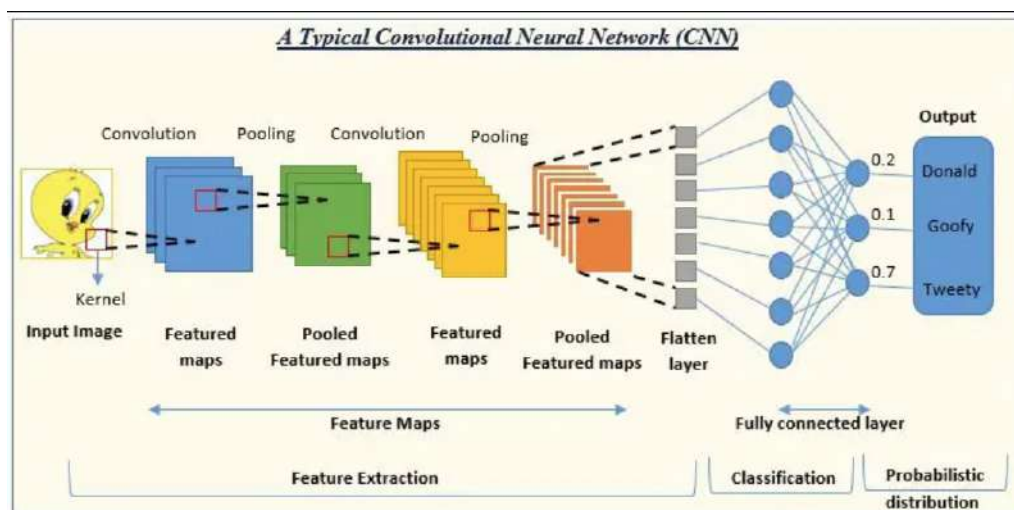 A Typical Convolutional Neural Network (CNN)
Convolution
Pooling
Convolution
Pooling
Output
0.2
Donald
0.1
Goofy
0.7
Tweety
Kernel
Input Image
Featured
maps
Pooled
Featured maps
Featured
maps
Pooled
Featured maps
Flatten
layer
Feature Maps
Fully connected layer
Feature Extraction
Classification
Probabilistic
distribution